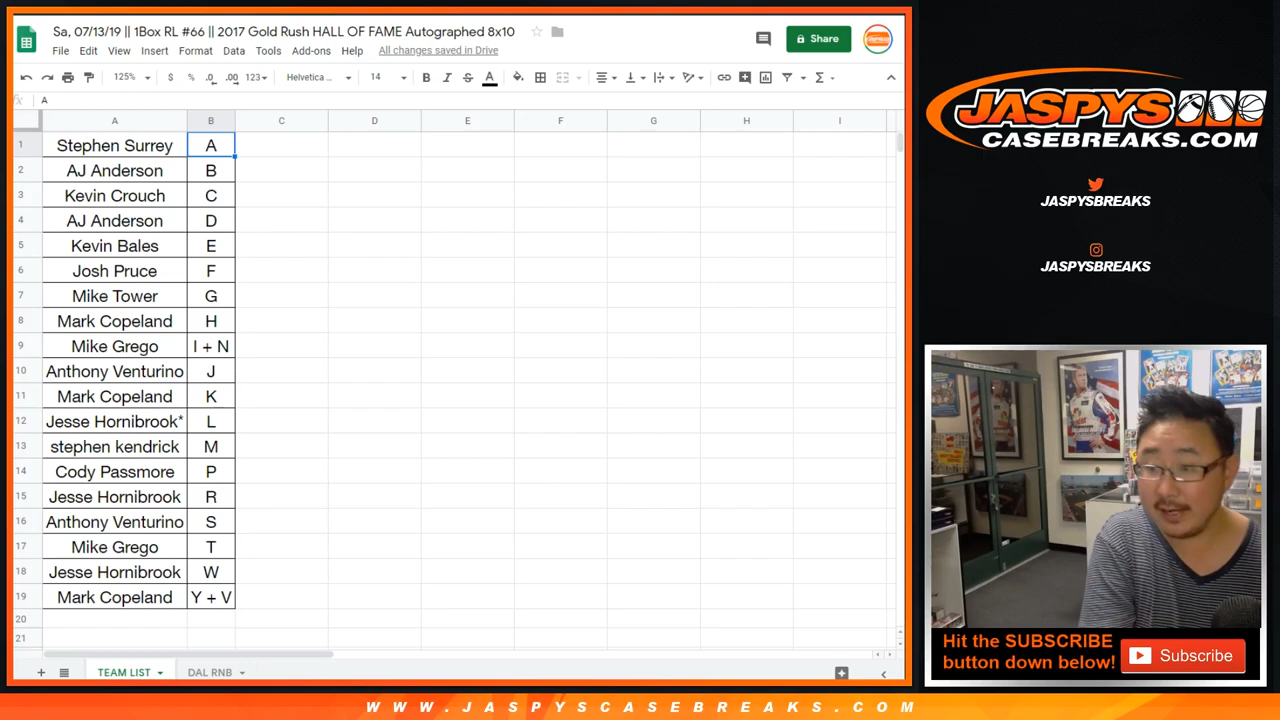 Sa, 07/13/19 || 1Box RL #66 || 2017 Gold Rush HALL OF FAME Autographed 8x10
File Edit View Insert Format Data Tools Add-ons Help All changes saved in Drive
Share
125% $ % .0 .00 123 Helvetica ... 14 B I S A
fx A
A B C D E F G H I
1 Stephen Surrey A
2 AJ Anderson B
3 Kevin Crouch C
4 AJ Anderson D
5 Kevin Bales E
6 Josh Pruce F
7 Mike Tower G
8 Mark Copeland H
9 Mike Grego I + N
10 Anthony Venturino J
11 Mark Copeland K
12 Jesse Hornibrook* L
13 stephen kendrick M
14 Cody Passmore P
15 Jesse Hornibrook R
16 Anthony Venturino S
17 Mike Grego T
18 Jesse Hornibrook W
19 Mark Copeland Y + V
20
21
TEAM LIST DAL RNB
JASPYS
CASEBREAKS.COM
JASPYSBREAKS
JASPYSBREAKS
Hit the SUBSCRIBE
button down below!
Subscribe
WWW.JASPYSCASEBREAKS.COM